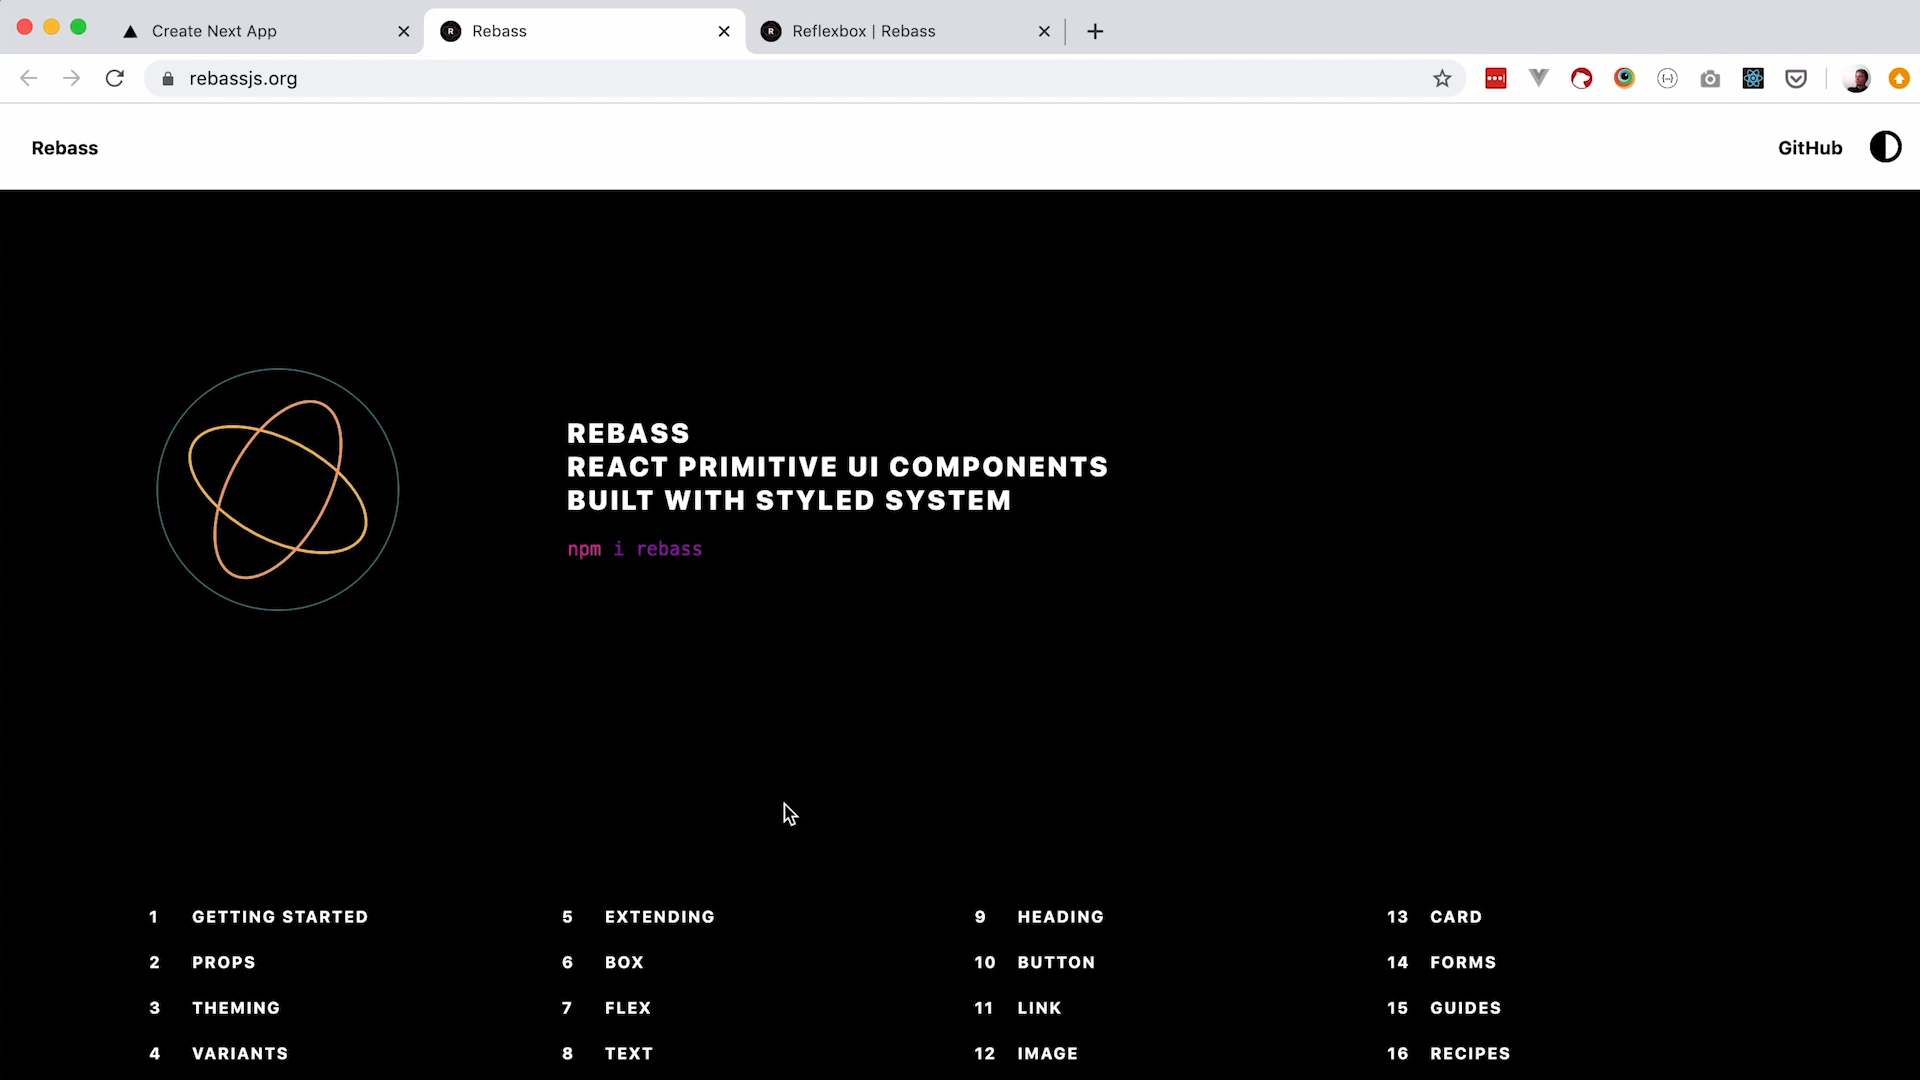 Create Next App
Rebass
Reflexbox | Rebass
rebassjs.org
Rebass
GitHub
REBASS
REACT PRIMITIVE UI COMPONENTS
BUILT WITH STYLED SYSTEM
npm i rebass
1 GETTING STARTED
2 PROPS
3 THEMING
4 VARIANTS
5 EXTENDING
6 BOX
7 FLEX
8 TEXT
9 HEADING
10 BUTTON
11 LINK
12 IMAGE
13 CARD
14 FORMS
15 GUIDES
16 RECIPES